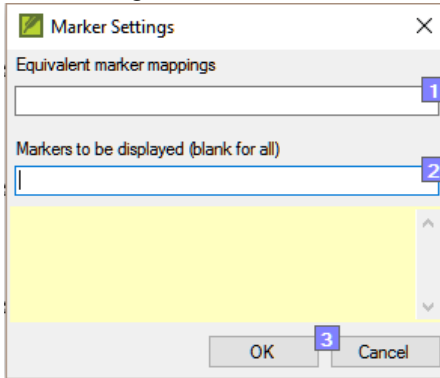 Marker Settings
Equivalent marker mappings
1
Markers to be displayed (blank for all)
2
OK 3 Cancel